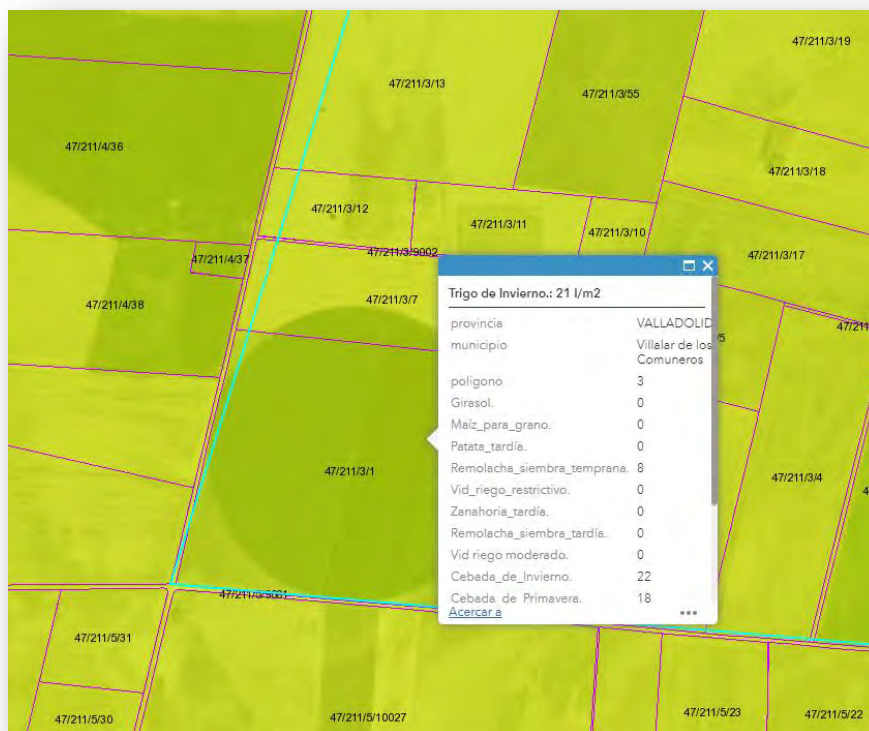 47/211/3/19
47/211/3/13
47/211/3/55
47/211/4/36
47/211/3/18
47/211/3/12
47/211/3/11
47/211/3/10
47/211/3/9002
47/211/3/17
47/211/4/37
47/211/4/38
47/211/3/7
Trigo de Invierno.: 21 l/m2
provincia VALLADOLID
municipio Villalar de los
Comuneros
poligono 3
Girasol. 0
Maíz_para_grano. 0
Patata_tardía. 0
Remolacha_siembra_temprana. 8
Vid_riego_restrictivo. 0
Zanahoria_tardía. 0
Remolacha_siembra_tardía. 0
Vid riego moderado. 0
Cebada_de_Invierno. 22
Cebada_de_Primavera. 18
Acercar a
47/211/3/1
47/211/3/4
47/211/5/9001
47/211/5/31
47/211/5/30
47/211/5/10027
47/211/5/23
47/211/5/22